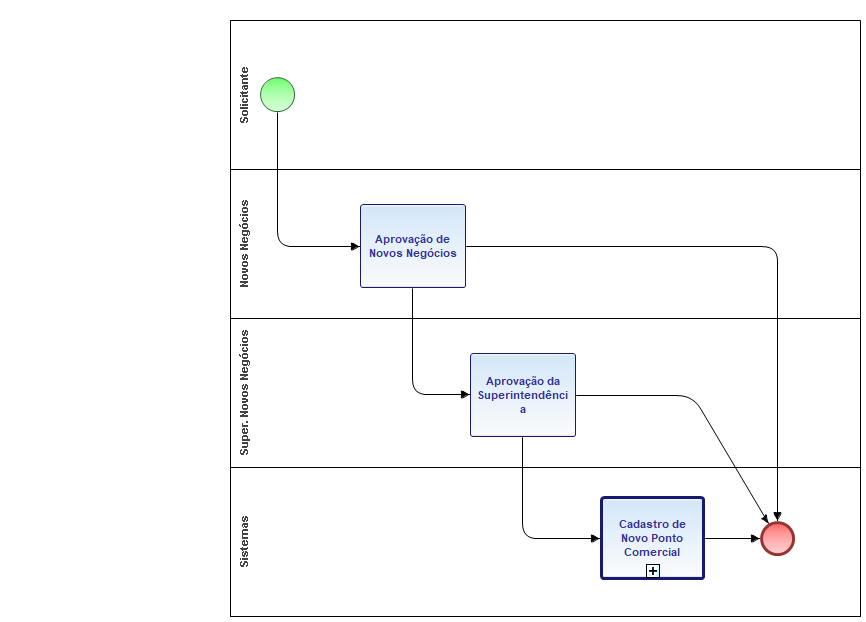 Solicitante
Novos Negócios
Aprovação de
Novos Negócios
Super. Novos Negócios
Aprovação da
Superintendênci
a
Sistemas
Cadastro de
Novo Ponto
Comercial